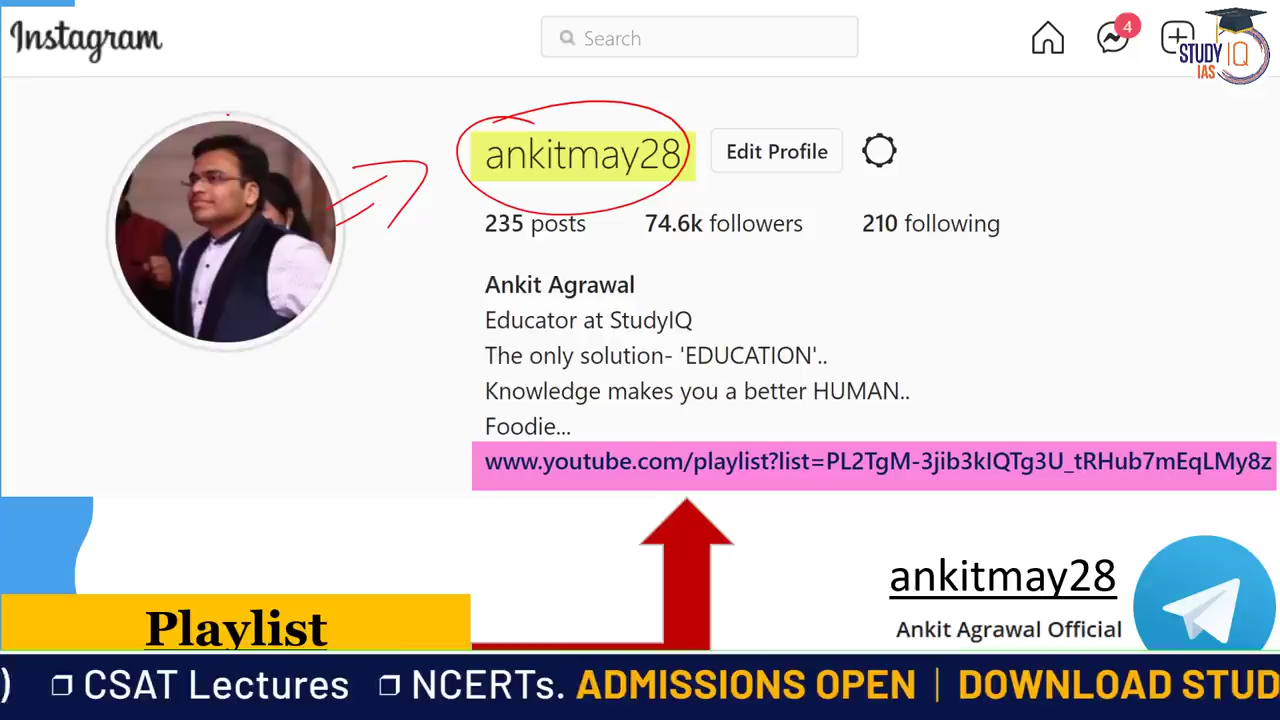 Instagram
Search
4
STUDY IQ
IAS
ankitmay28
Edit Profile
235 posts 74.6k followers 210 following
Ankit Agrawal
Educator at StudyIQ
The only solution- 'EDUCATION'..
Knowledge makes you a better HUMAN..
Foodie...
www.youtube.com/playlist?list=PL2TgM-3jib3kIQTg3U_tRHub7mEqLMy8z
ankitmay28
Ankit Agrawal Official
Playlist
) ❐ CSAT Lectures ❐ NCERTs. ADMISSIONS OPEN | DOWNLOAD STUD